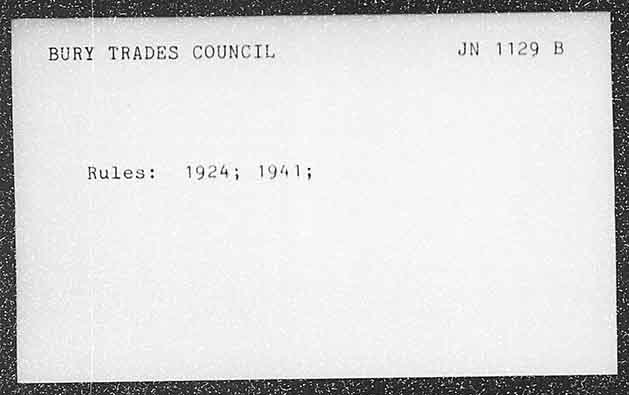 BURY TRADES COUNCIL JN 1129 B
Rules: 1924; 1941;